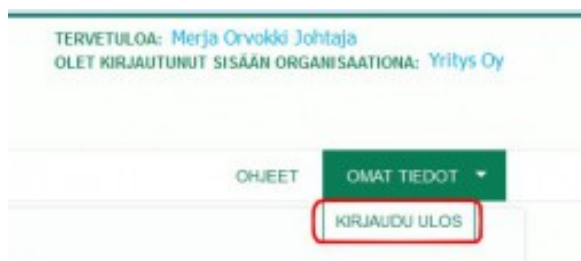 TERVETULOA: Merja Orvokki Johtaja
OLET KIRJAUTUNUT SISÄÄN ORGANISAATIONA: Yritys Oy
OHJEET OMAT TIEDOT
KIRJAUDU ULOS